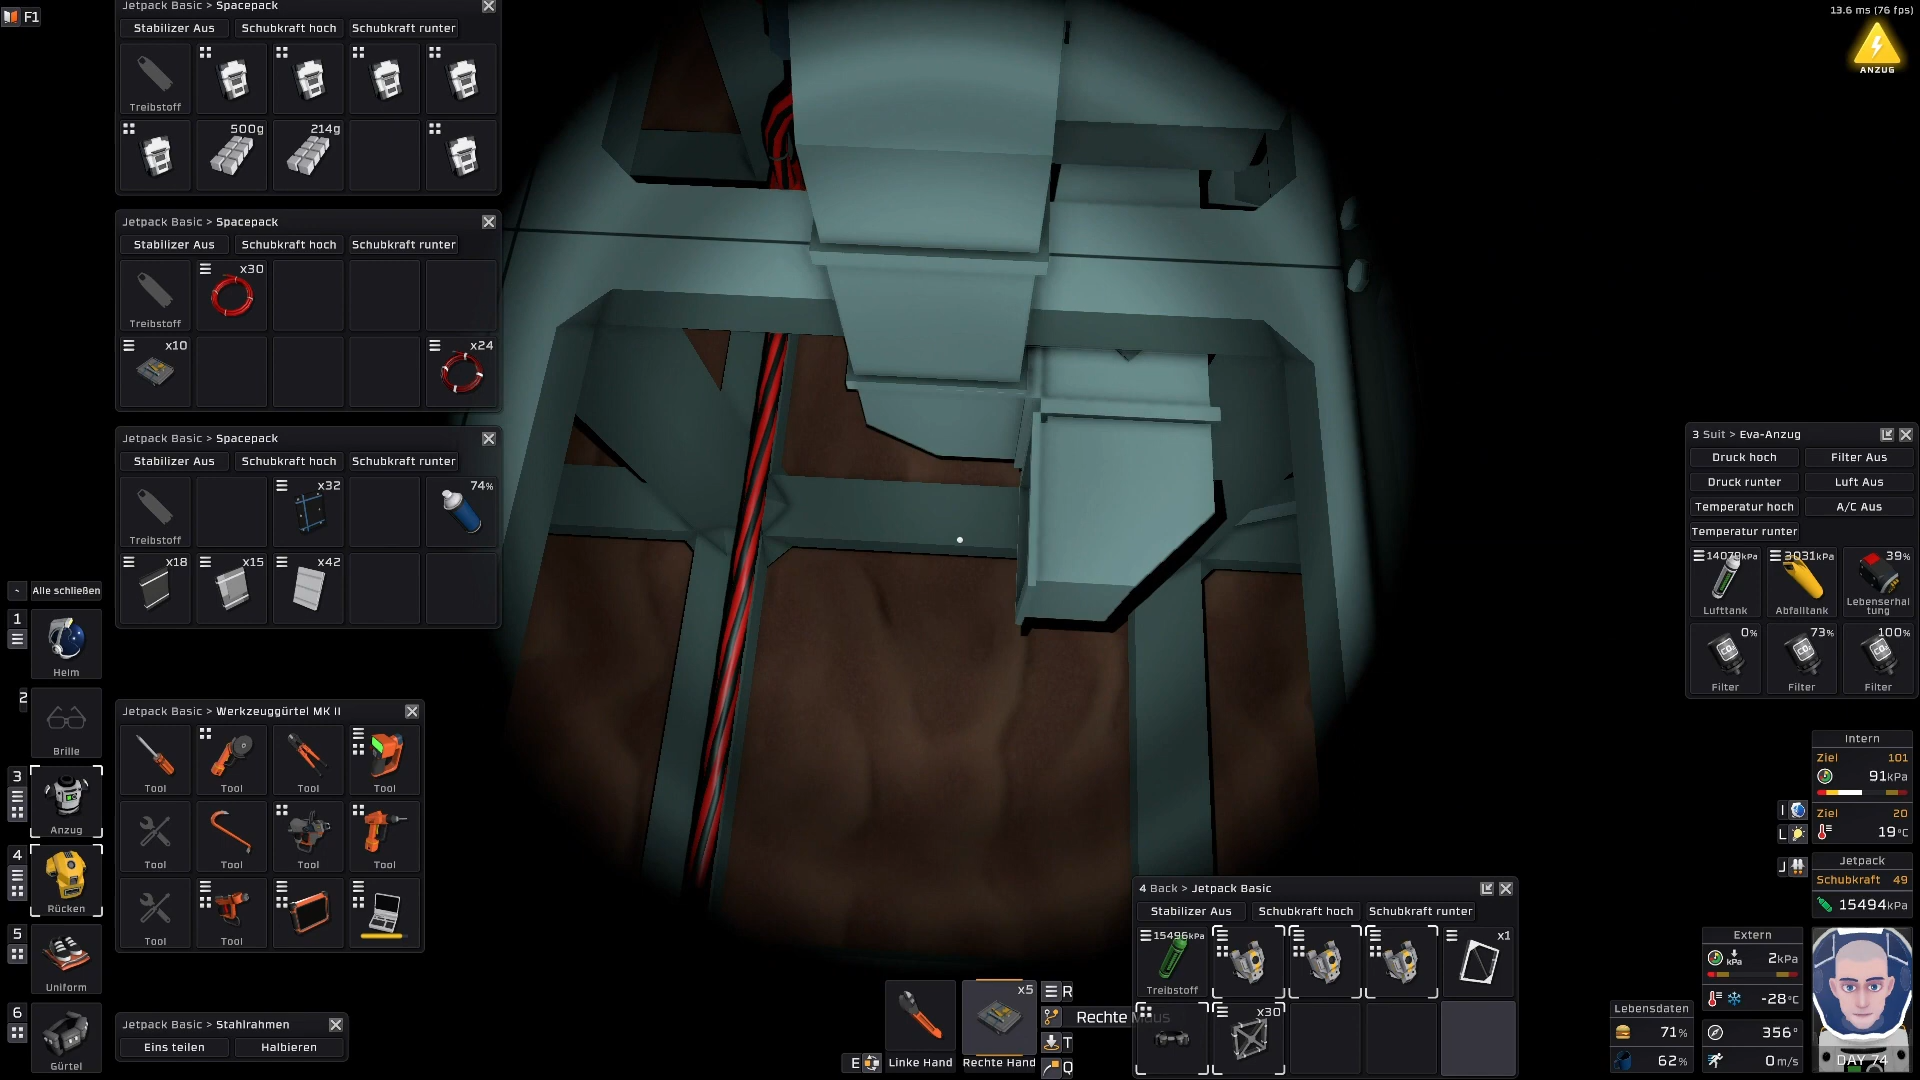 F1
13.6 ms (76 fps)
ANZUG
Jetpack Basic > Spacepack
Stabilizer Aus
Schubkraft hoch
Schubkraft runter
Treibstoff
500g
214g
Jetpack Basic > Spacepack
Stabilizer Aus
Schubkraft hoch
Schubkraft runter
Treibstoff
x30
x10
x24
Jetpack Basic > Spacepack
Stabilizer Aus
Schubkraft hoch
Schubkraft runter
Treibstoff
x32
74%
x18
x15
x42
~ Alle schließen
1
Helm
2
Brille
3
Anzug
4
Rücken
5
Uniform
6
Gürtel
Jetpack Basic > Werkzeuggürtel MK II
Tool
Tool
Tool
Tool
Tool
Tool
Tool
Tool
Tool
Tool
Jetpack Basic > Stahlrahmen
Eins teilen
Halbieren
3 Suit > Eva-Anzug
Druck hoch
Filter Aus
Druck runter
Luft Aus
Temperatur hoch
A/C Aus
Temperatur runter
3031kPa
39%
Lufttank
Abfalltank
Lebenserhal
tung
0%
73%
100%
Filter
Filter
Filter
Intern
Ziel 101
91kPa
Ziel 20
19°C
I
L
J
Jetpack
Schubkraft 49
15494kPa
Extern
kPa
2kPa
-28°C
356°
0m/s
Lebensdaten
71%
62%
DAY 74
4 Back > Jetpack Basic
Stabilizer Aus
Schubkraft hoch
Schubkraft runter
15496kPa
Treibstoff
x1
x30
E
Linke Hand
x5
Rechte Hand
R
Rechte Maus
T
Q